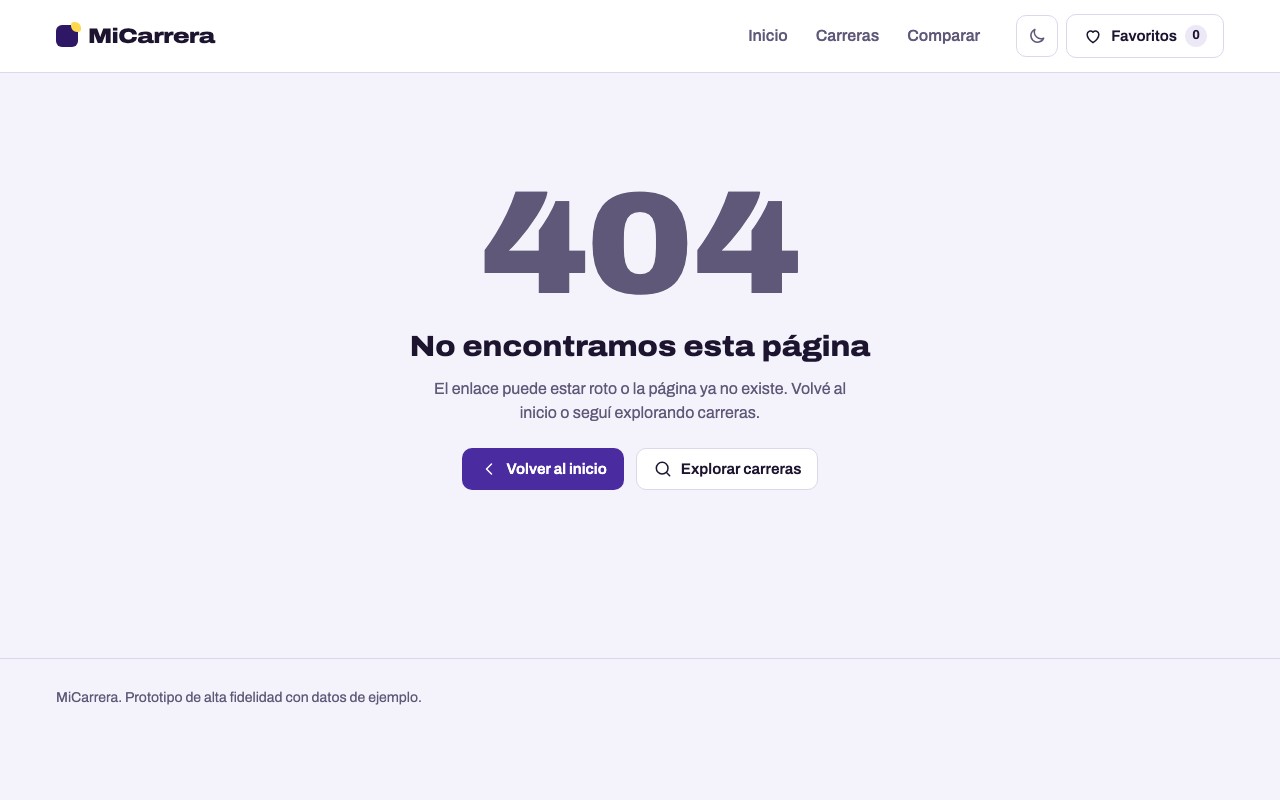 MiCarrera
Inicio
Carreras
Comparar
Favoritos
0
404
No encontramos esta página
El enlace puede estar roto o la página ya no existe. Volvé al
inicio o seguí explorando carreras.
Volver al inicio
Explorar carreras
MiCarrera. Prototipo de alta fidelidad con datos de ejemplo.